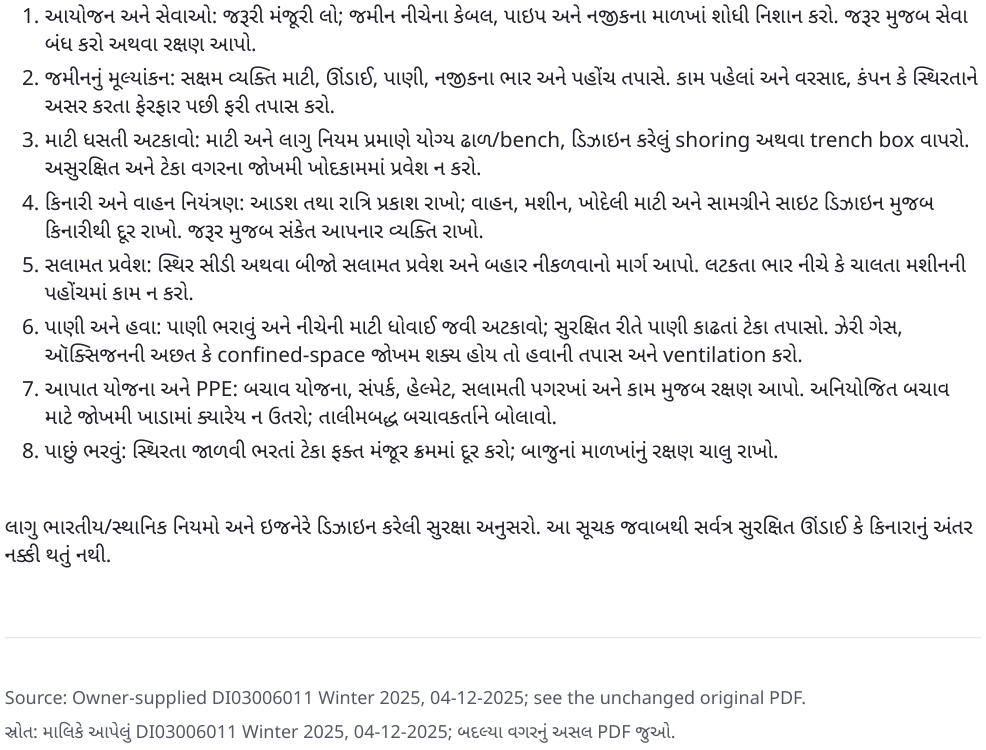 1. આયોજન અને સેવાઓ: જરૂરી મંજૂરી લો; જમીન નીચેના કેબલ, પાઇપ અને નજીકના માળખાં શોધી નિશાન કરો. જરૂર મુજબ સેવા
બંધ કરો અથવા રક્ષણ આપો.
2. જમીનનું મૂલ્યાંકન: સક્ષમ વ્યક્તિ માટી, ઊંડાઈ, પાણી, નજીકના ભાર અને પહોંચ તપાસે. કામ પહેલાં અને વરસાદ, કંપન કે સ્થિરતાને
અસર કરતા ફેરફાર પછી ફરી તપાસ કરો.
3. માટી ધસતી અટકાવો: માટી અને લાગુ નિયમ પ્રમાણે યોગ્ય ઢાળ/bench, ડિઝાઇન કરેલું shoring અથવા trench box વાપરો.
અસુરક્ષિત અને ટેકા વગરના જોખમી ખોદકામમાં પ્રવેશ ન કરો.
4. કિનારી અને વાહન નિયંત્રણ: આડશ તથા રાત્રિ પ્રકાશ રાખો; વાહન, મશીન, ખોદેલી માટી અને સામગ્રીને સાઇટ ડિઝાઇન મુજબ
કિનારીથી દૂર રાખો. જરૂર મુજબ સંકેત આપનાર વ્યક્તિ રાખો.
5. સલામત પ્રવેશ: સ્થિર સીડી અથવા બીજો સલામત પ્રવેશ અને બહાર નીકળવાનો માર્ગ આપો. લટકતા ભાર નીચે કે ચાલતા મશીનની
પહોંચમાં કામ ન કરો.
6. પાણી અને હવા: પાણી ભરાવું અને નીચેની માટી ધોવાઈ જવી અટકાવો; સુરક્ષિત રીતે પાણી કાઢતાં ટેકા તપાસો. ઝેરી ગેસ,
ઑક્સિજનની અછત કે confined-space જોખમ શક્ય હોય તો હવાની તપાસ અને ventilation કરો.
7. આપાત યોજના અને PPE: બચાવ યોજના, સંપર્ક, હેલ્મેટ, સલામતી પગરખાં અને કામ મુજબ રક્ષણ આપો. અનિયોજિત બચાવ
માટે જોખમી ખાડામાં ક્યારેય ન ઉતરો; તાલીમબદ્ધ બચાવકર્તાને બોલાવો.
8. પાછું ભરવું: સ્થિરતા જાળવી ભરતાં ટેકા ફક્ત મંજૂર ક્રમમાં દૂર કરો; બાજુનાં માળખાંનું રક્ષણ ચાલુ રાખો.
લાગુ ભારતીય/સ્થાનિક નિયમો અને ઇજનેરે ડિઝાઇન કરેલી સુરક્ષા અનુસરો. આ સૂચક જવાબથી સર્વત્ર સુરક્ષિત ઊંડાઈ કે કિનારાનું અંતર
નક્કી થતું નથી.
Source: Owner-supplied DI03006011 Winter 2025, 04-12-2025; see the unchanged original PDF.
સ્રોત: માલિકે આપેલું DI03006011 Winter 2025, 04-12-2025; બદલ્યા વગરનું અસલ PDF જુઓ.